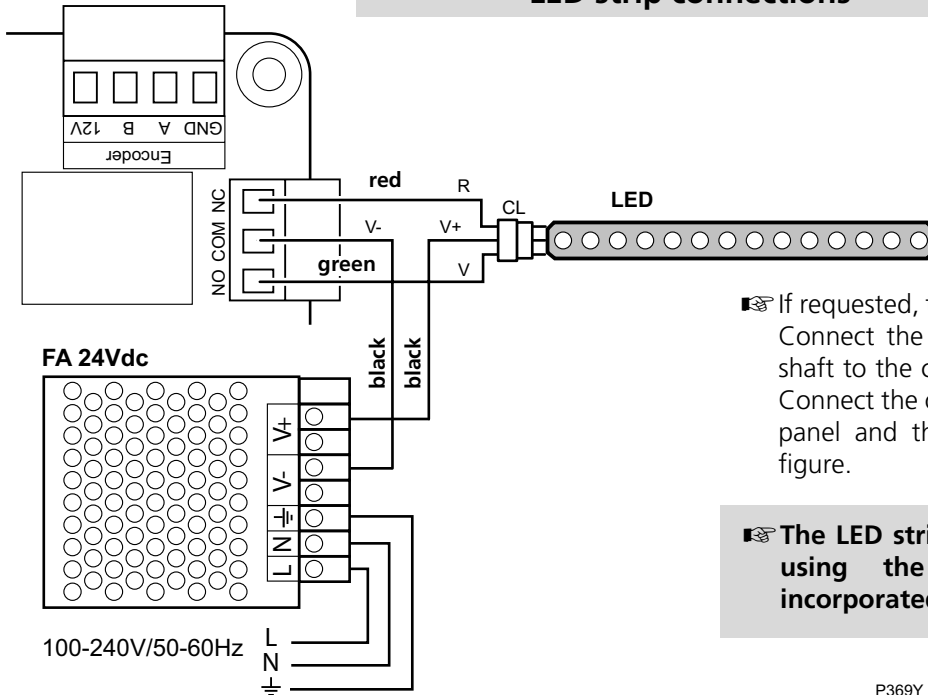 LED strip connections
12V B A GND
Encoder
NO COM NC
red R
CL
LED
V- V+
green V
black
black
FA 24Vdc
V+
V-
N
L
100-240V/50-60Hz
L
N
☞ If requested,
Connect the
shaft to the
Connect the
panel and
figure.
☞ The LED
using the
incorporated
P369Y